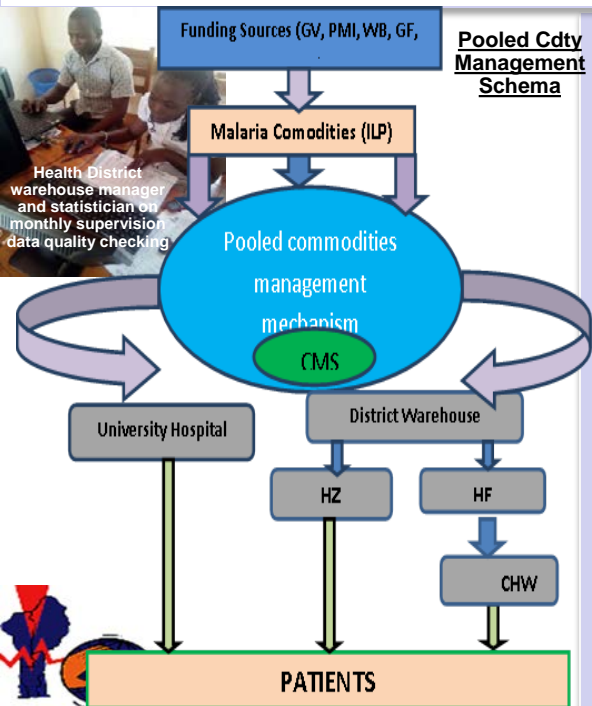 Funding Sources (GV, PMI, WB, GF,
Pooled Cdty
Management
Schema
Malaria Comodities (ILP)
Health District
warehouse manager
and statistician on
monthly supervision
data quality checking
Pooled commodities
management
mechanism
CMS
University Hospital
District Warehouse
HZ
HF
CHW
PATIENTS